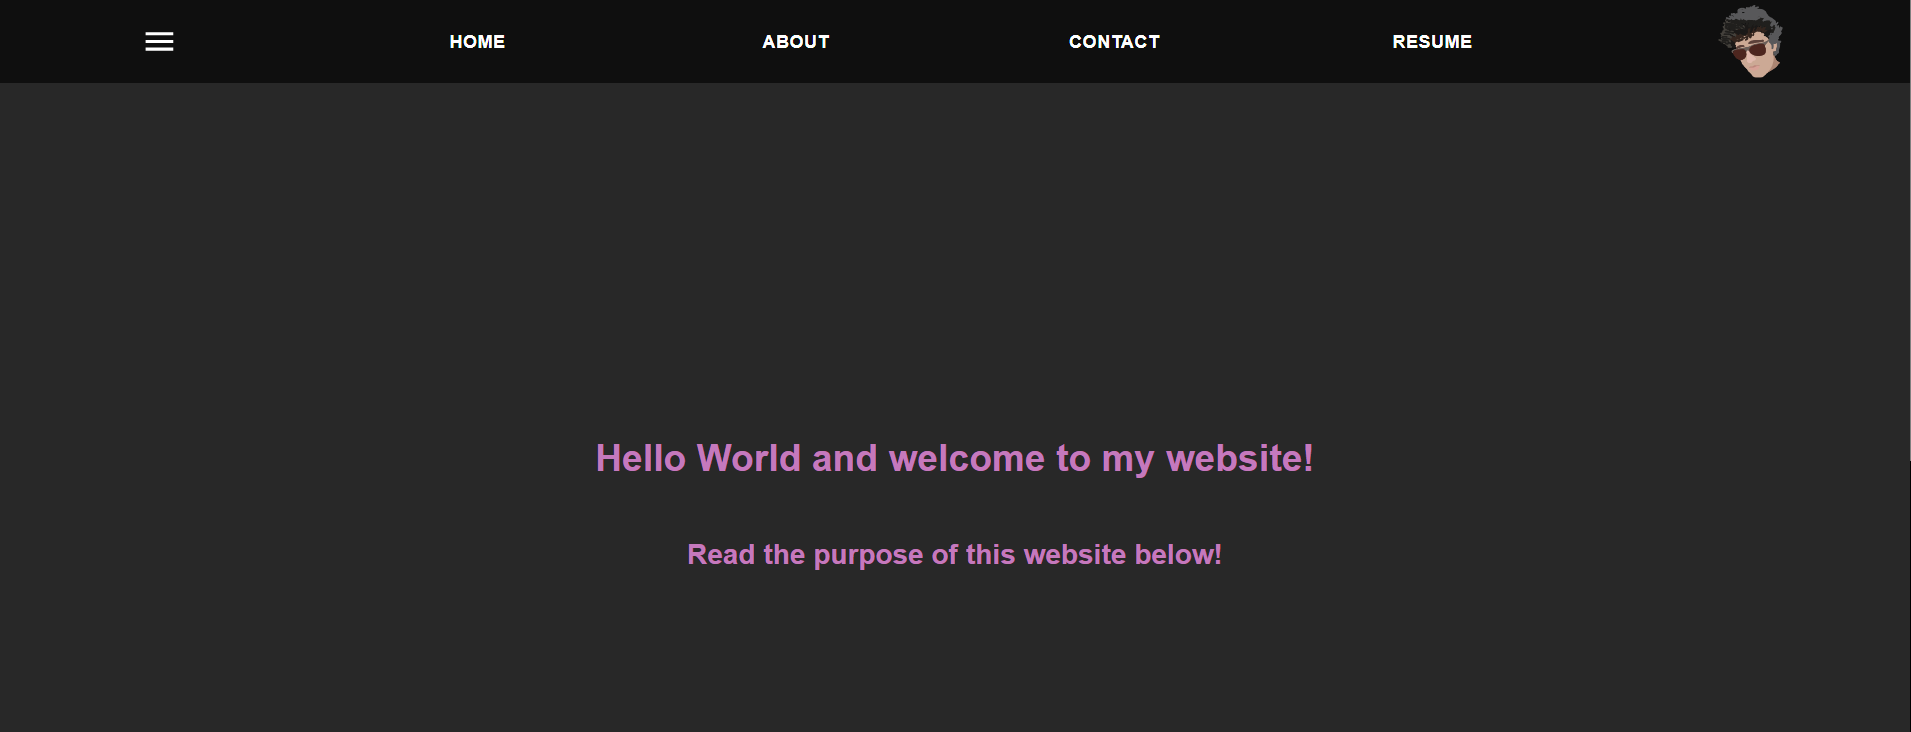 HOME ABOUT CONTACT RESUME
Hello World and welcome to my website!
Read the purpose of this website below!